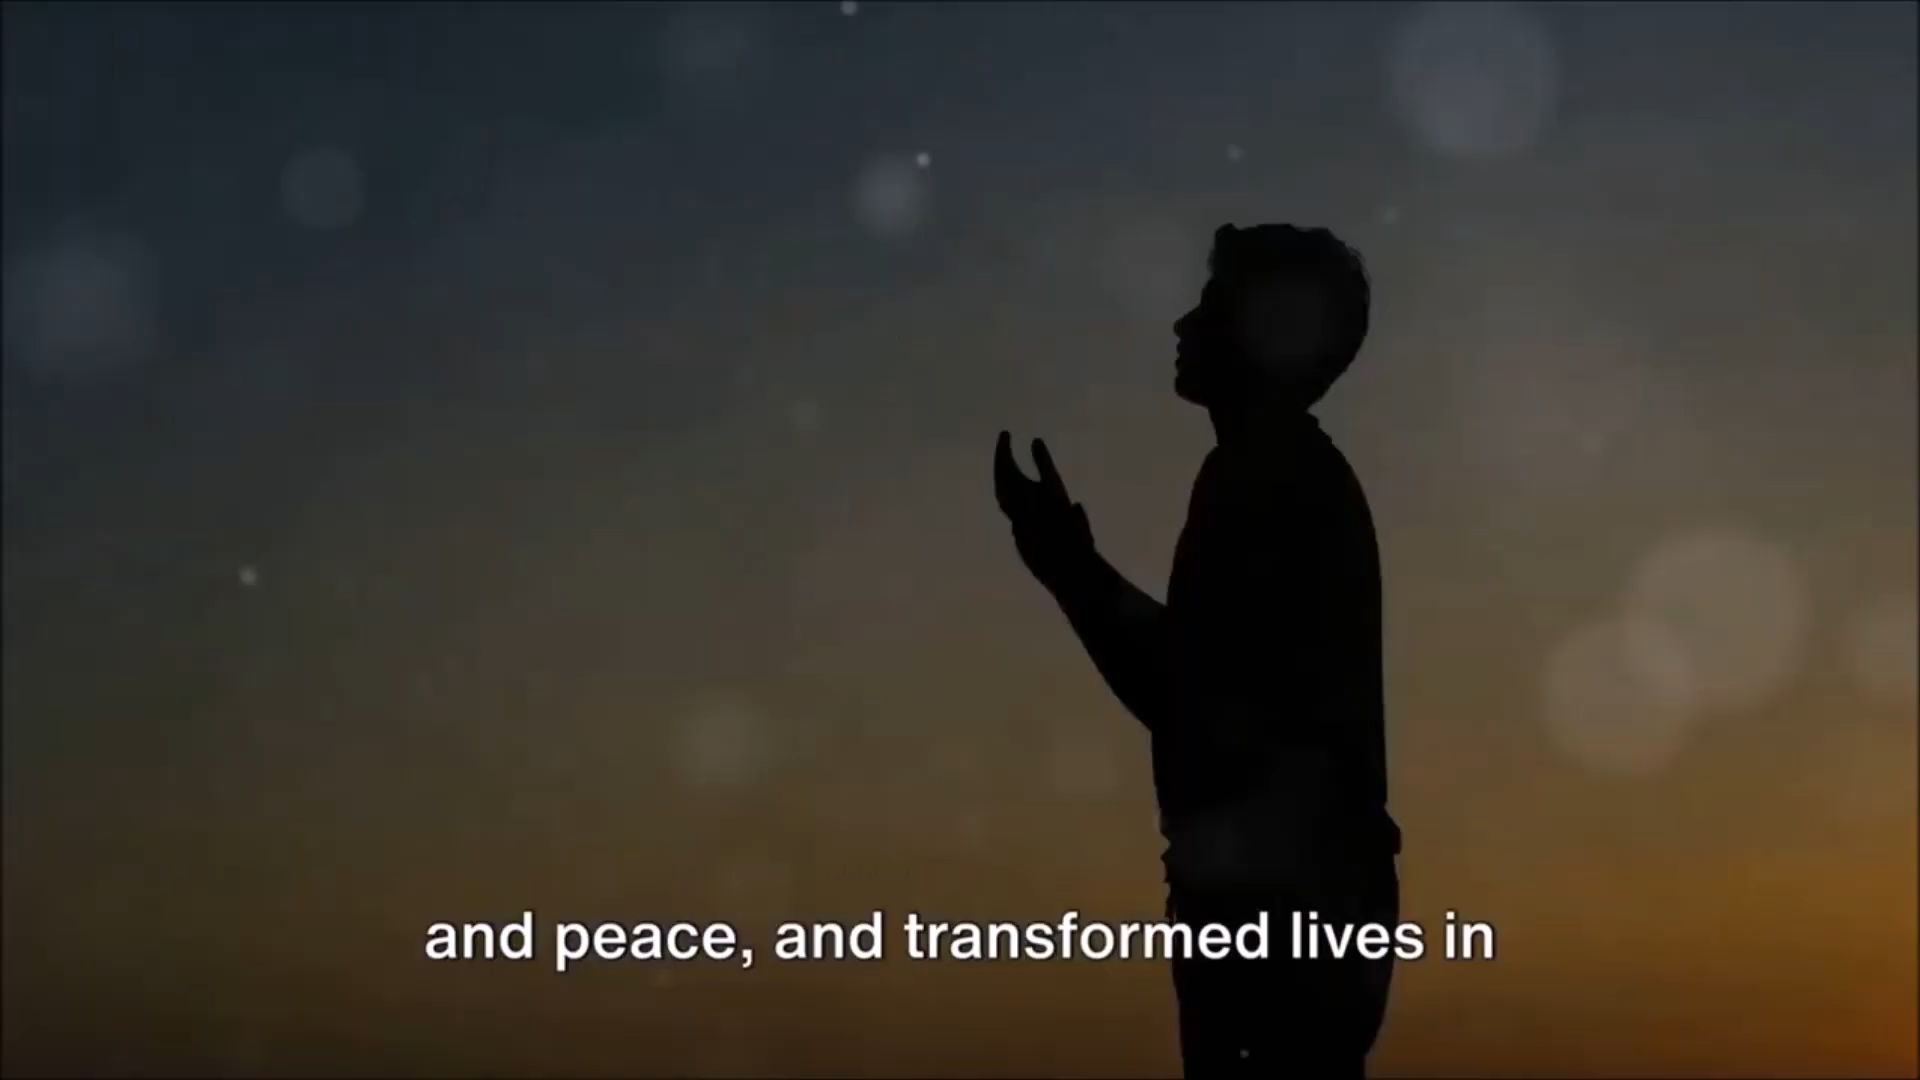 and peace, and transformed lives in